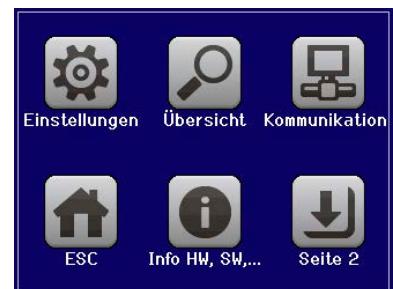 Einstellungen Übersicht Kommunikation
ESC Info HW, SW,... Seite 2